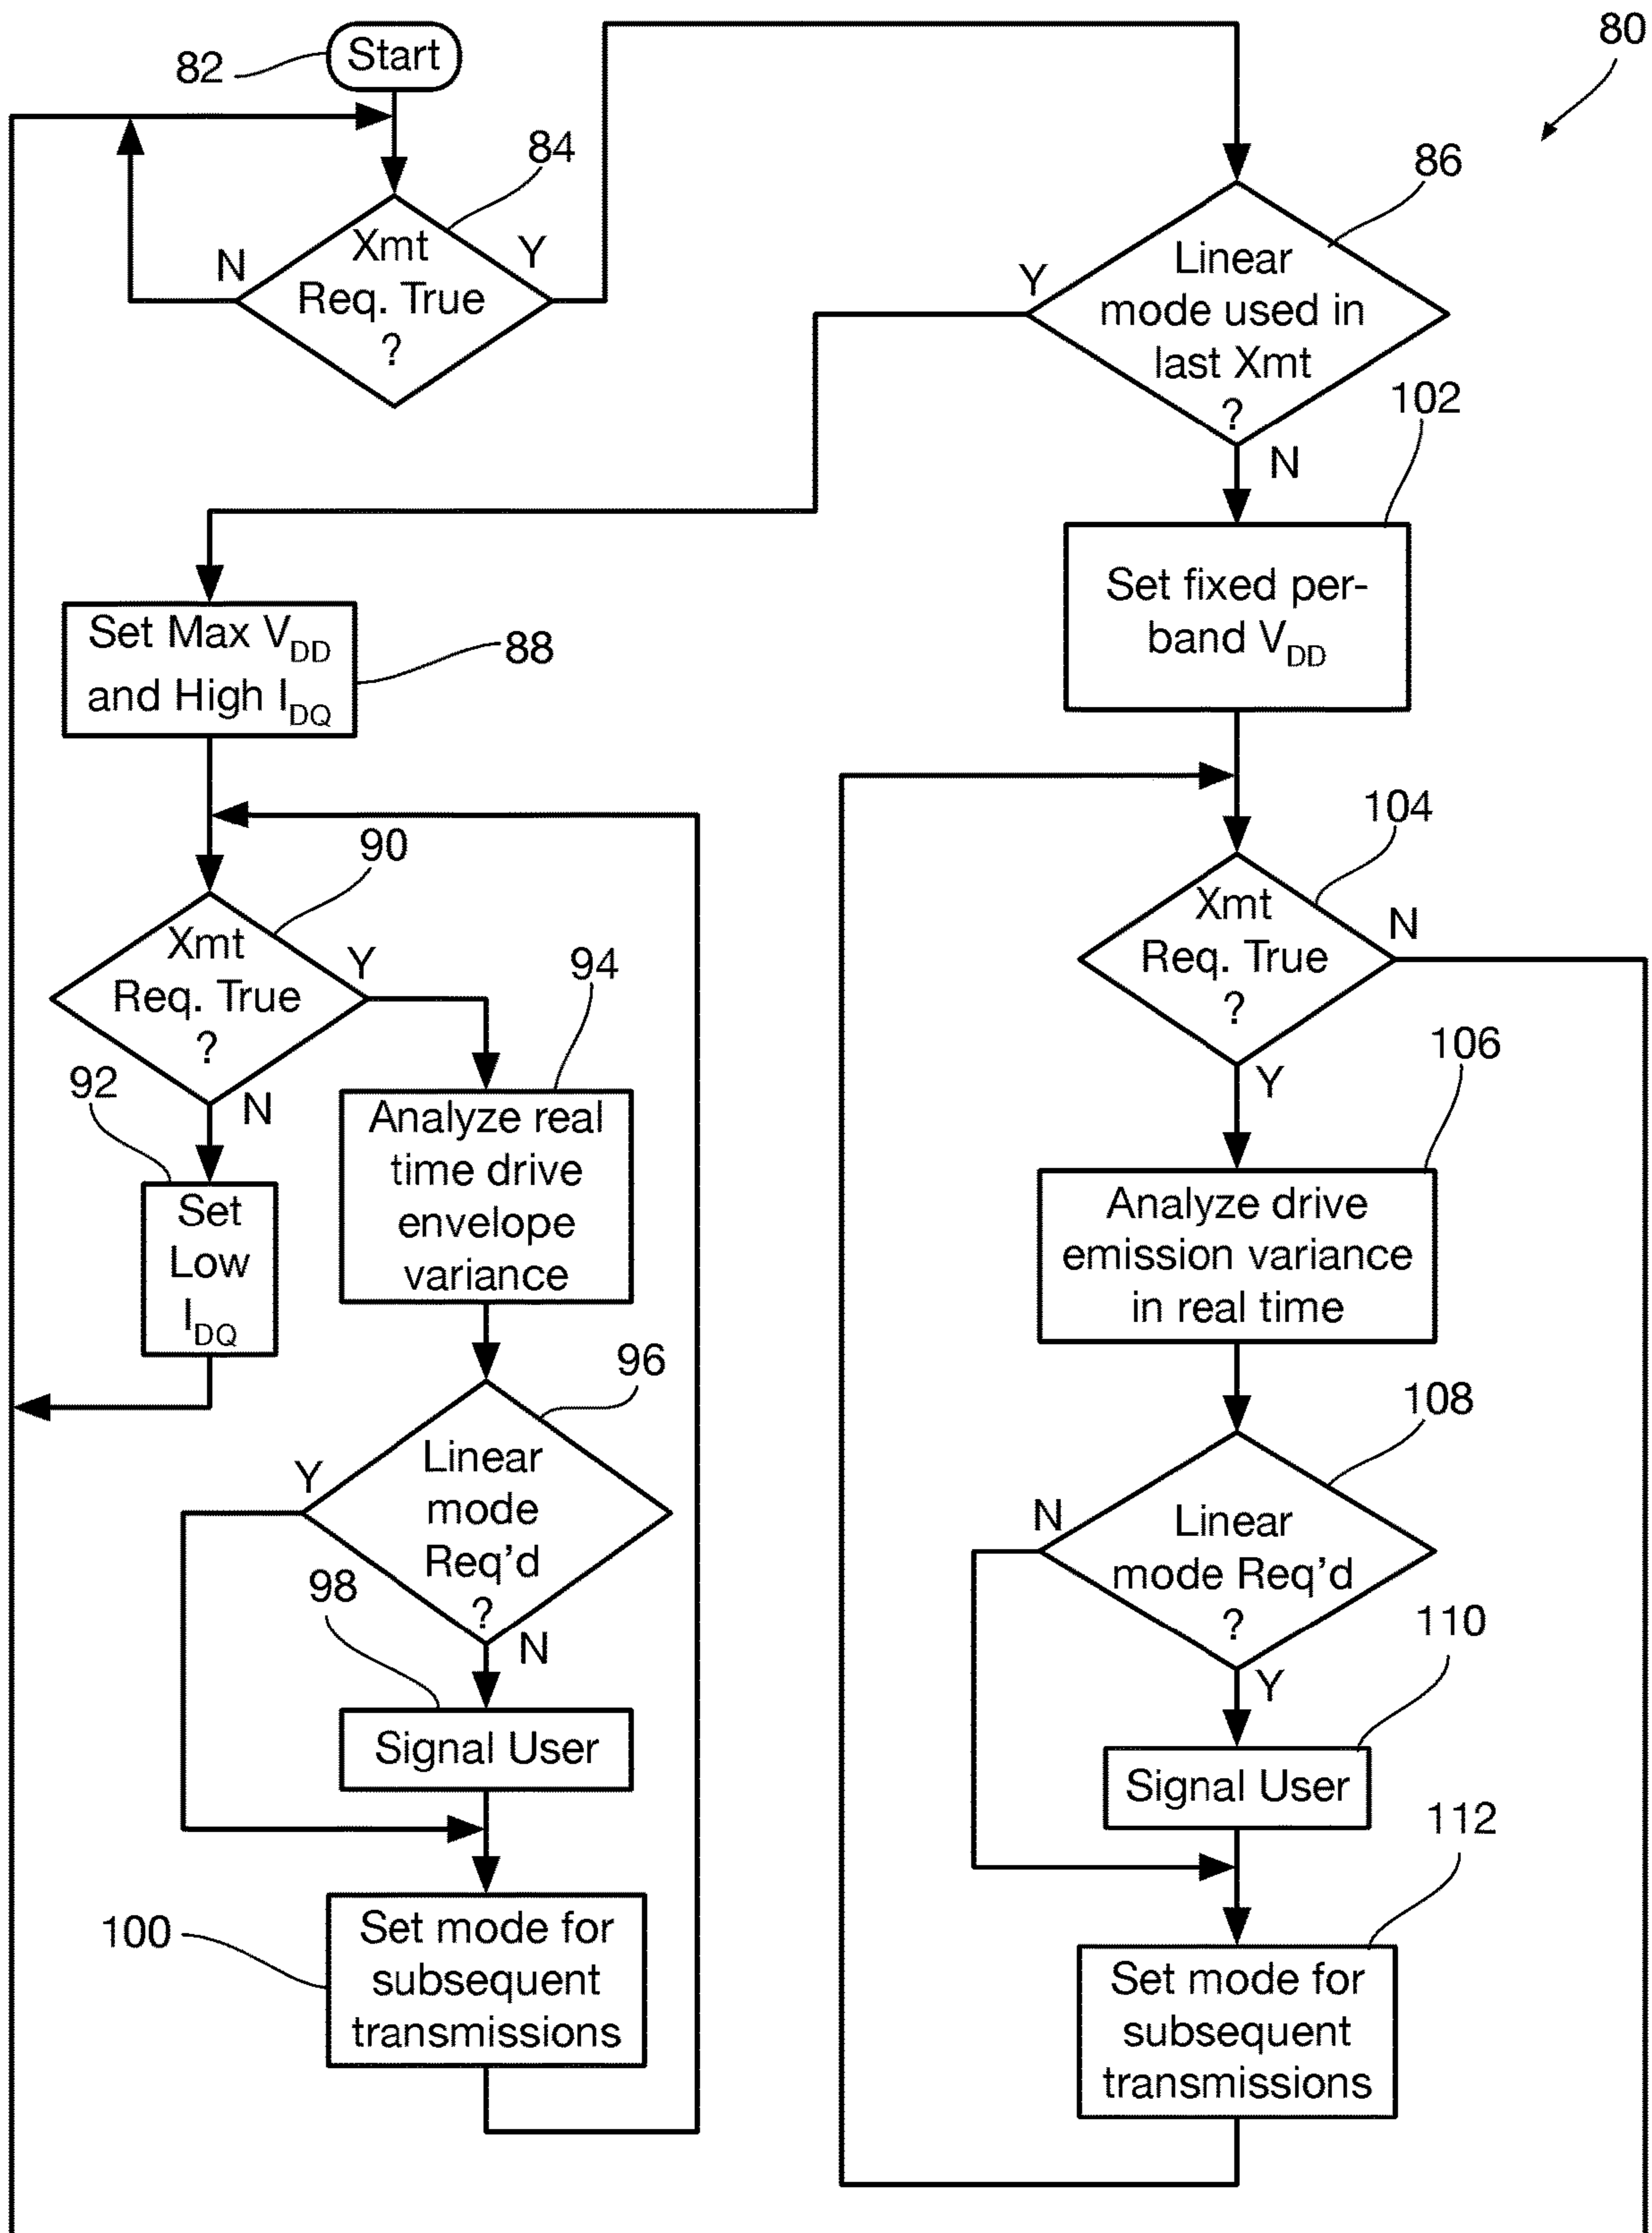 80
82
Start
84
Xmt
Req. True
?
N
Y
86
Linear
mode used in
last Xmt
?
Y
N
102
Set fixed per-
band VDD
88
Set Max VDD
and High IDQ
90
Xmt
Req. True
?
Y
N
92
Set
Low
IDQ
94
Analyze real
time drive
envelope
variance
96
Linear
mode
Req'd
?
Y
N
98
Signal User
100
Set mode for
subsequent
transmissions
104
Xmt
Req. True
?
N
Y
106
Analyze drive
emission variance
in real time
108
Linear
mode Req'd
?
N
Y
110
Signal User
112
Set mode for
subsequent
transmissions